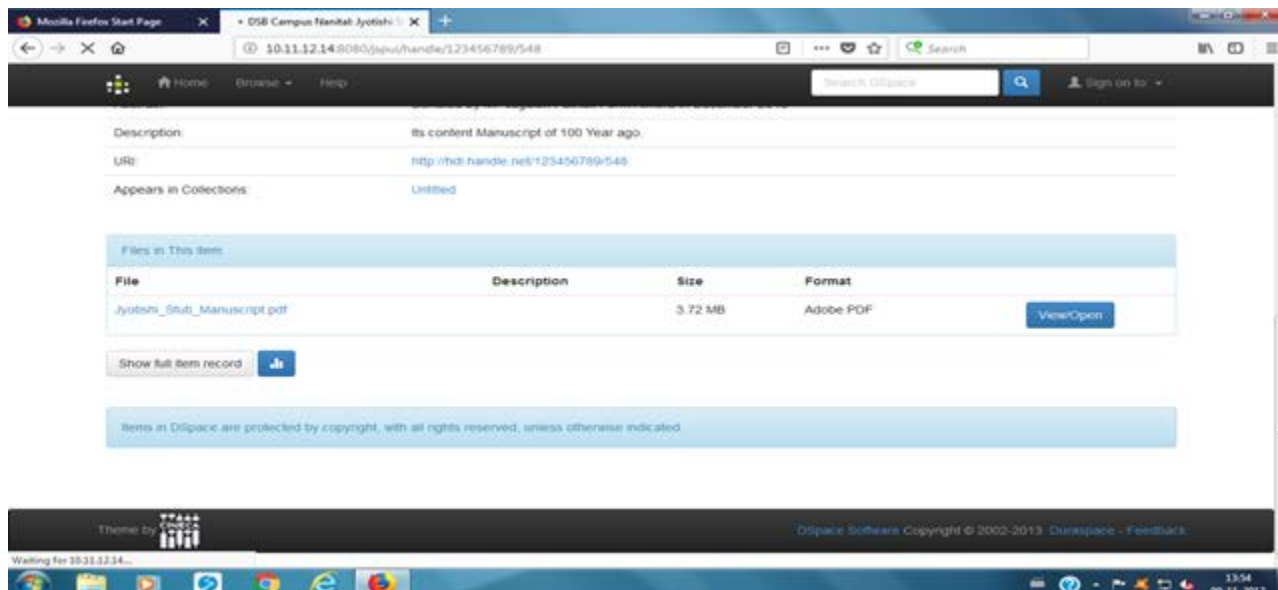 Mozilla Firefox Start Page
DSB Campus Nanital: Jyotishi
10.11.12.14:8080/jspui/handle/123456789/548
Search
Home Browse Help
Search DSpace
Sign on to:
Description: Its content Manuscript of 100 Year ago.
URI: http://hdl.handle.net/123456789/548
Appears in Collections: Untitled
Files in This Item:
File Description Size Format
Jyotishi_Stub_Manuscript.pdf 3.72 MB Adobe PDF View/Open
Show full item record
Items in DSpace are protected by copyright, with all rights reserved, unless otherwise indicated.
Theme by CINECA
DSpace Software Copyright © 2002-2013 Duraspace - Feedback
Waiting for 10.11.12.14...
13:54